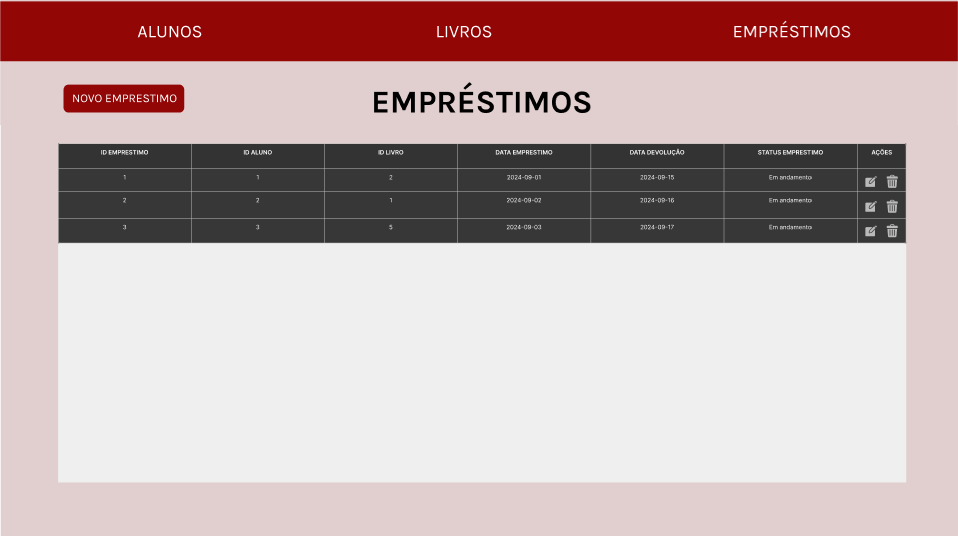 ALUNOS LIVROS EMPRÉSTIMOS
NOVO EMPRESTIMO
EMPRÉSTIMOS
ID EMPRESTIMO ID ALUNO ID LIVRO DATA EMPRESTIMO DATA DEVOLUÇÃO STATUS EMPRESTIMO AÇÕES
1 1 2 2024-09-01 2024-09-15 Em andamento
2 2 1 2024-09-02 2024-09-16 Em andamento
3 3 5 2024-09-03 2024-09-17 Em andamento